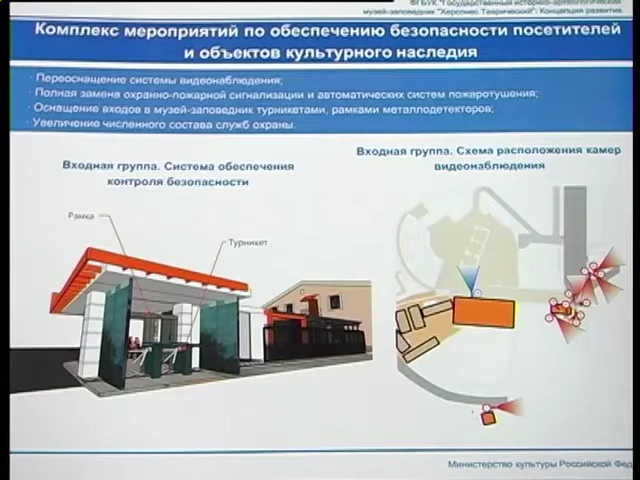 ФГБУК "Государственный историко-археологический
музей-заповедник "Херсонес Таврический": Концепция развития
Комплекс мероприятий по обеспечению безопасности посетителей
и объектов культурного наследия
· Переоснащение системы видеонаблюдения;
· Полная замена охранно-пожарной сигнализации и автоматических систем пожаротушения;
· Оснащение входов в музей-заповедник турникетами, рамками металлодетекторов;
· Увеличение численного состава служб охраны.
Входная группа. Система обеспечения
контроля безопасности
Входная группа. Схема расположения камер
видеонаблюдения
Рамка
Турникет
Министерство культуры Российской Фед